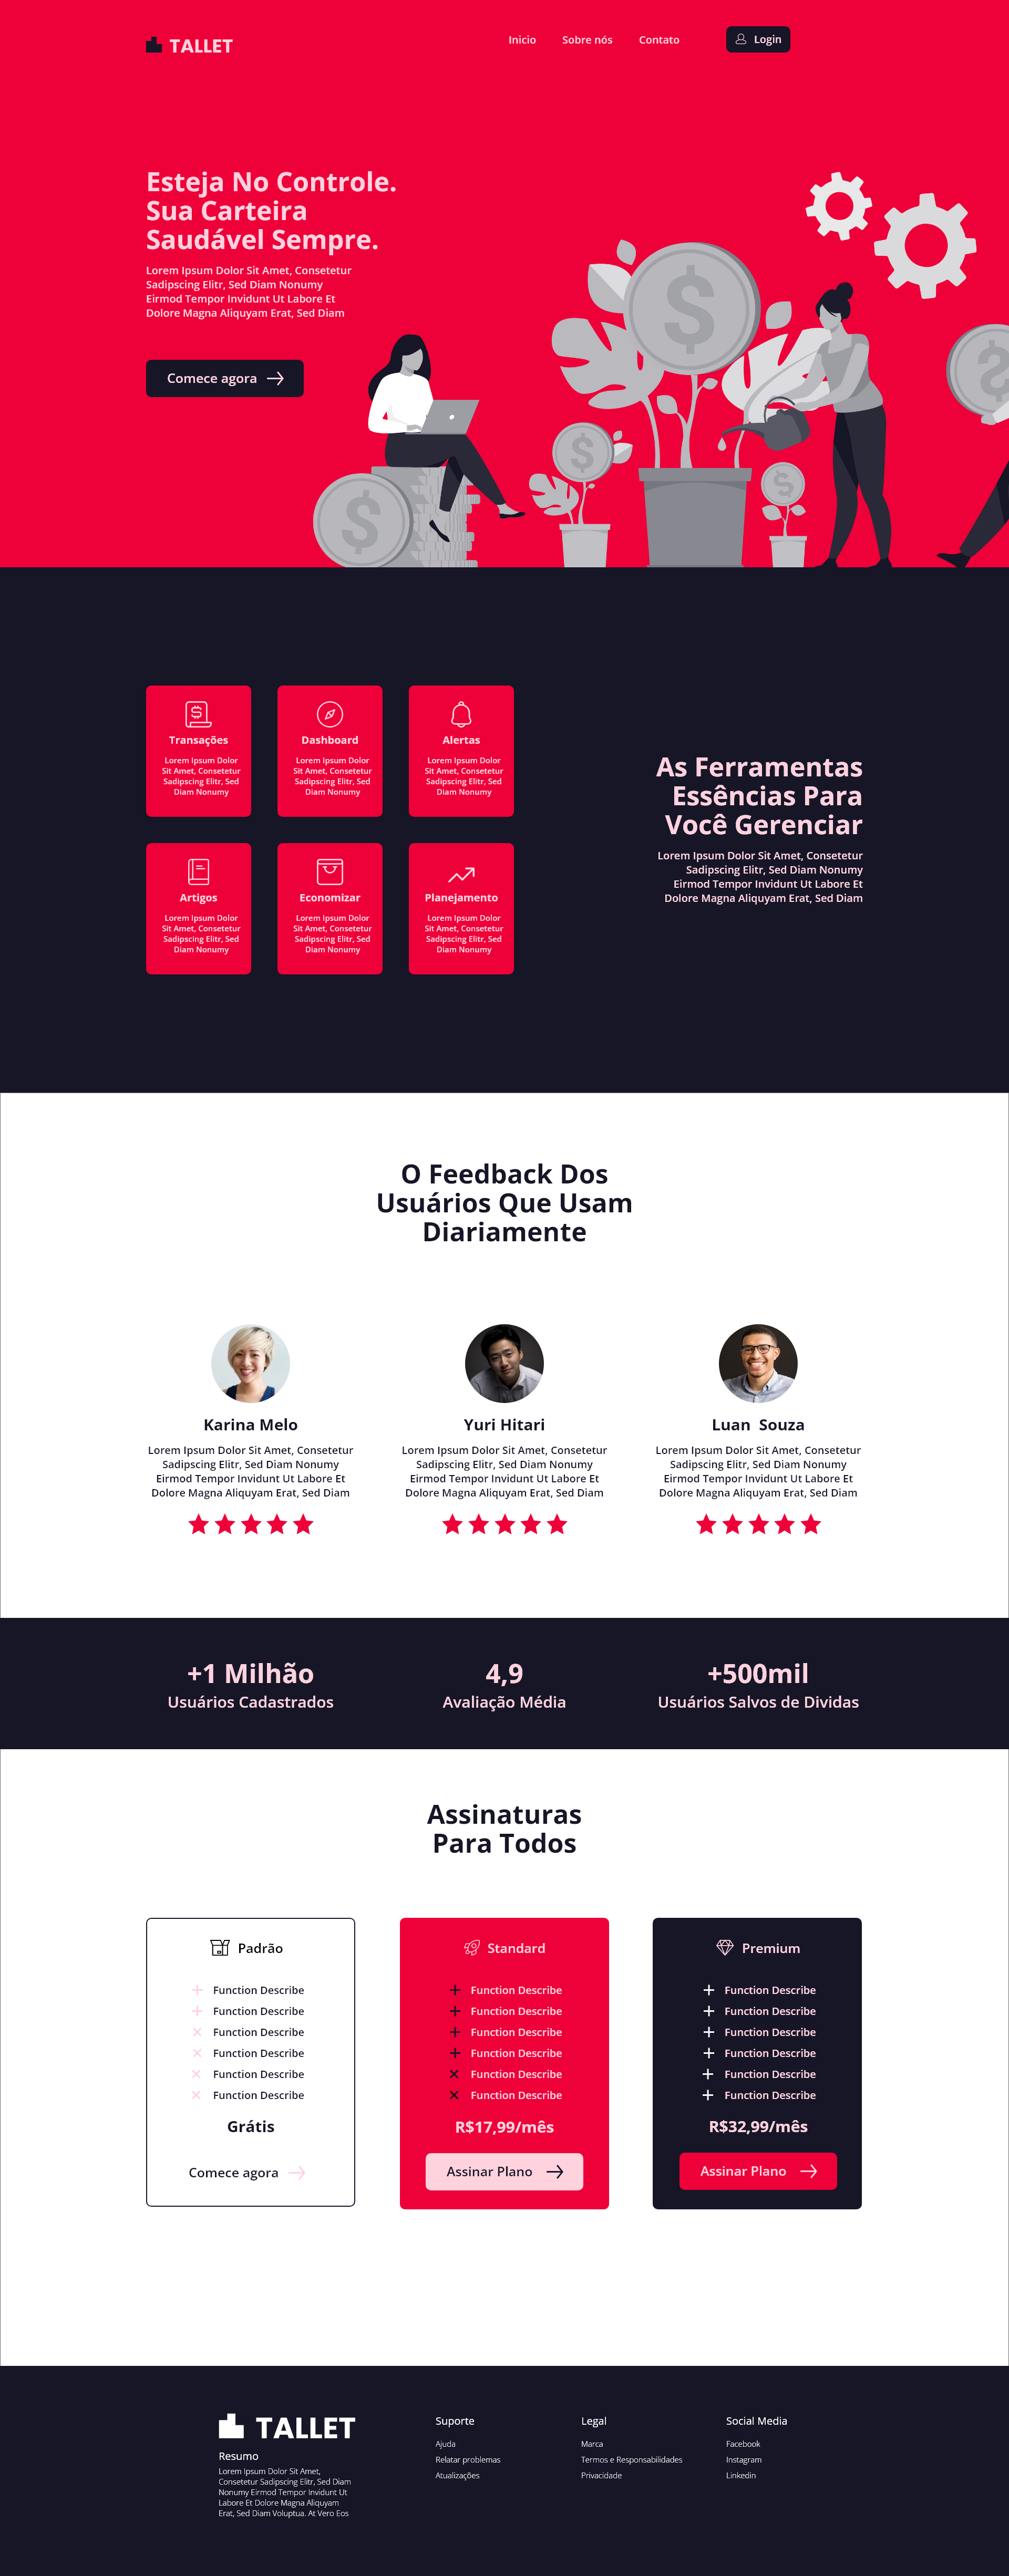 TALLET
Inicio
Sobre nós
Contato
Login
Esteja No Controle.
Sua Carteira
Saudável Sempre.
Lorem Ipsum Dolor Sit Amet, Consetetur
Sadipscing Elitr, Sed Diam Nonumy
Eirmod Tempor Invidunt Ut Labore Et
Dolore Magna Aliquyam Erat, Sed Diam
Comece agora
$
$
$
$
$
$
Transações
Lorem Ipsum Dolor
Sit Amet, Consetetur
Sadipscing Elitr, Sed
Diam Nonumy
Dashboard
Lorem Ipsum Dolor
Sit Amet, Consetetur
Sadipscing Elitr, Sed
Diam Nonumy
Alertas
Lorem Ipsum Dolor
Sit Amet, Consetetur
Sadipscing Elitr, Sed
Diam Nonumy
Artigos
Lorem Ipsum Dolor
Sit Amet, Consetetur
Sadipscing Elitr, Sed
Diam Nonumy
Economizar
Lorem Ipsum Dolor
Sit Amet, Consetetur
Sadipscing Elitr, Sed
Diam Nonumy
Planejamento
Lorem Ipsum Dolor
Sit Amet, Consetetur
Sadipscing Elitr, Sed
Diam Nonumy
As Ferramentas
Essências Para
Você Gerenciar
Lorem Ipsum Dolor Sit Amet, Consetetur
Sadipscing Elitr, Sed Diam Nonumy
Eirmod Tempor Invidunt Ut Labore Et
Dolore Magna Aliquyam Erat, Sed Diam
O Feedback Dos
Usuários Que Usam
Diariamente
Karina Melo
Lorem Ipsum Dolor Sit Amet, Consetetur
Sadipscing Elitr, Sed Diam Nonumy
Eirmod Tempor Invidunt Ut Labore Et
Dolore Magna Aliquyam Erat, Sed Diam
Yuri Hitari
Lorem Ipsum Dolor Sit Amet, Consetetur
Sadipscing Elitr, Sed Diam Nonumy
Eirmod Tempor Invidunt Ut Labore Et
Dolore Magna Aliquyam Erat, Sed Diam
Luan Souza
Lorem Ipsum Dolor Sit Amet, Consetetur
Sadipscing Elitr, Sed Diam Nonumy
Eirmod Tempor Invidunt Ut Labore Et
Dolore Magna Aliquyam Erat, Sed Diam
+1 Milhão
Usuários Cadastrados
4,9
Avaliação Média
+500mil
Usuários Salvos de Dividas
Assinaturas
Para Todos
Padrão
Function Describe
Function Describe
Function Describe
Function Describe
Function Describe
Function Describe
Grátis
Comece agora
Standard
Function Describe
Function Describe
Function Describe
Function Describe
Function Describe
Function Describe
R$17,99/mês
Assinar Plano
Premium
Function Describe
Function Describe
Function Describe
Function Describe
Function Describe
Function Describe
R$32,99/mês
Assinar Plano
TALLET
Resumo
Lorem Ipsum Dolor Sit Amet,
Consetetur Sadipscing Elitr, Sed Diam
Nonumy Eirmod Tempor Invidunt Ut
Labore Et Dolore Magna Aliquyam
Erat, Sed Diam Voluptua. At Vero Eos
Suporte
Ajuda
Relatar problemas
Atualizações
Legal
Marca
Termos e Responsabilidades
Privacidade
Social Media
Facebook
Instagram
Linkedin